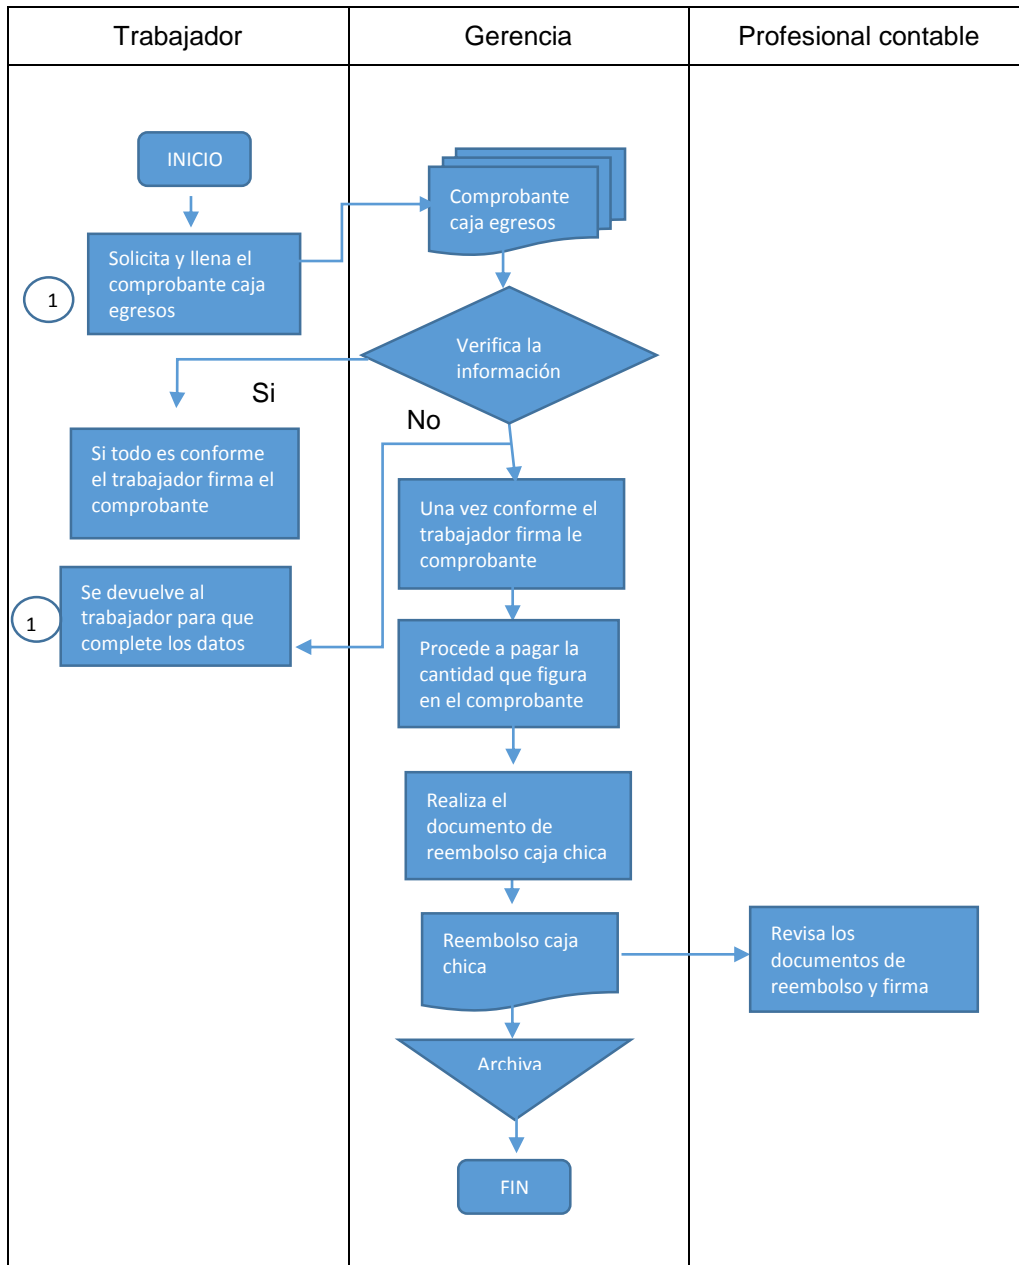 Trabajador
Gerencia
Profesional contable
INICIO
Comprobante
caja egresos
Solicita y llena el
comprobante caja
egresos
1
Verifica la
información
Si
No
Si todo es conforme
el trabajador firma el
comprobante
Una vez conforme el
trabajador firma le
comprobante
Se devuelve al
trabajador para que
complete los datos
1
Procede a pagar la
cantidad que figura
en el comprobante
Realiza el
documento de
reembolso caja chica
Reembolso caja
chica
Revisa los
documentos de
reembolso y firma
Archiva
FIN